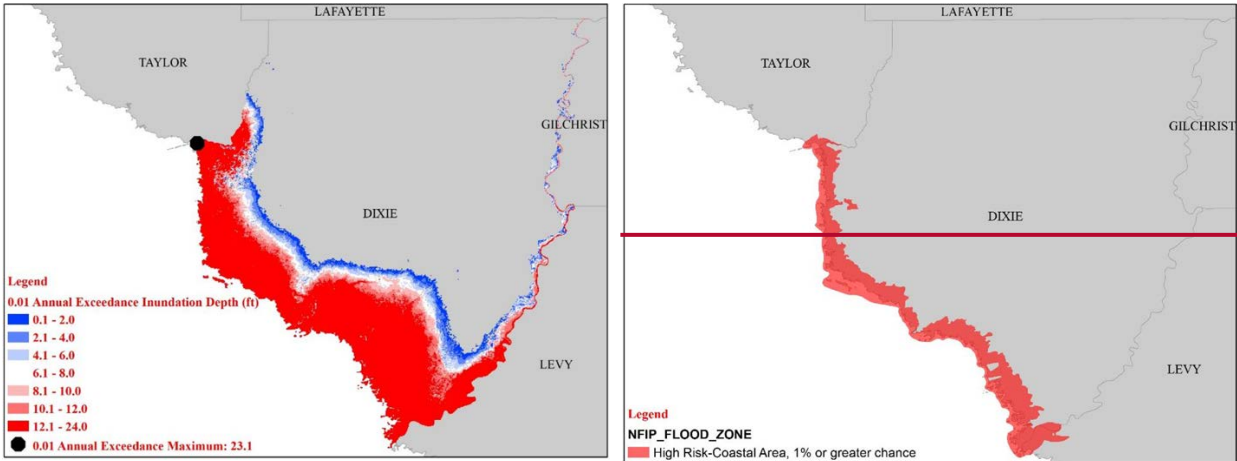 LAFAYETTE
TAYLOR
GILCHRIST
DIXIE
LEVY
Legend
0.01 Annual Exceedance Inundation Depth (ft)
0.1 - 2.0
2.1 - 4.0
4.1 - 6.0
6.1 - 8.0
8.1 - 10.0
10.1 - 12.0
12.1 - 24.0
0.01 Annual Exceedance Maximum: 23.1
LAFAYETTE
TAYLOR
GILCHRIST
DIXIE
LEVY
Legend
NFIP_FLOOD_ZONE
High Risk-Coastal Area, 1% or greater chance